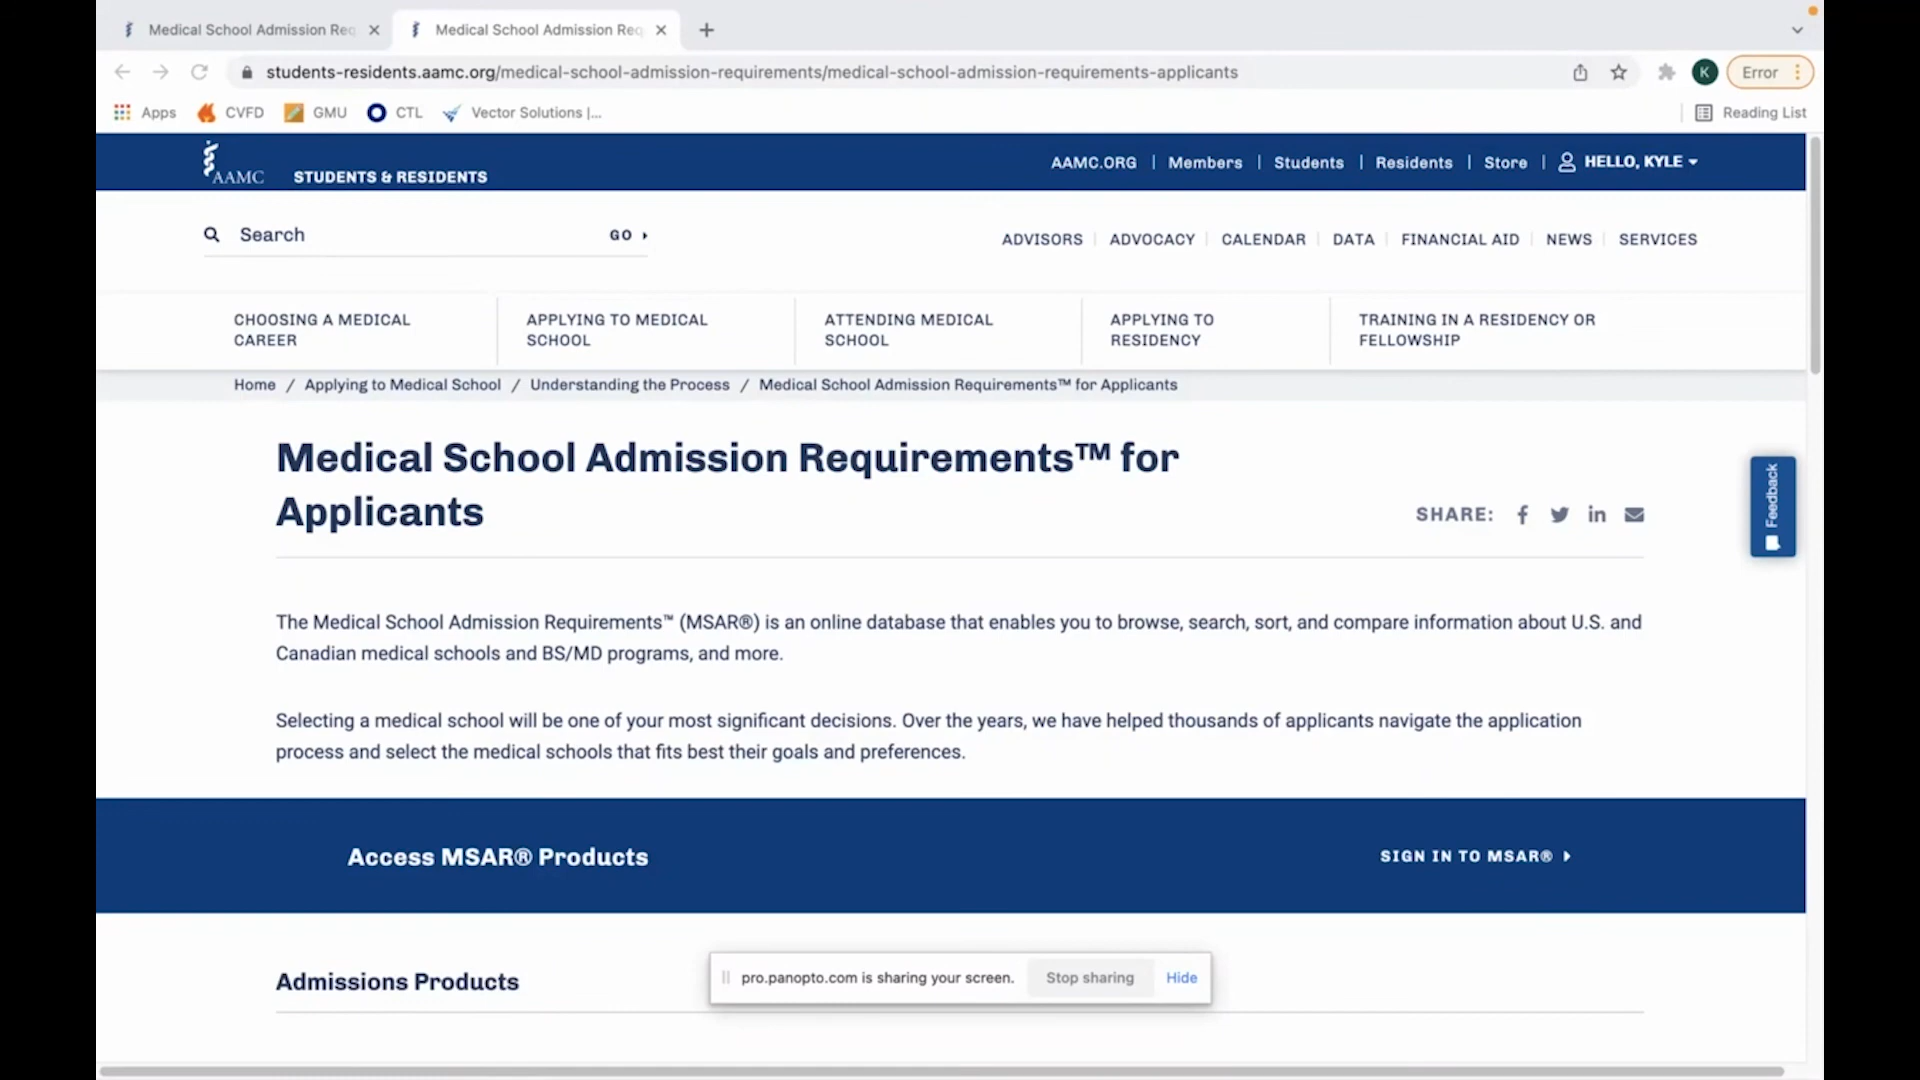 Medical School Admission Req
Medical School Admission Req
students-residents.aamc.org/medical-school-admission-requirements/medical-school-admission-requirements-applicants
K
Error
Apps
CVFD
GMU
CTL
Vector Solutions |...
Reading List
AAMC
STUDENTS & RESIDENTS
AAMC.ORG | Members | Students | Residents | Store | HELLO, KYLE
Search
GO
ADVISORS
ADVOCACY
CALENDAR
DATA
FINANCIAL AID
NEWS
SERVICES
CHOOSING A MEDICAL
CAREER
APPLYING TO MEDICAL
SCHOOL
ATTENDING MEDICAL
SCHOOL
APPLYING TO
RESIDENCY
TRAINING IN A RESIDENCY OR
FELLOWSHIP
Home / Applying to Medical School / Understanding the Process / Medical School Admission Requirements™ for Applicants
Medical School Admission Requirements™ for
Applicants
SHARE:
Feedback
The Medical School Admission Requirements™ (MSAR®) is an online database that enables you to browse, search, sort, and compare information about U.S. and
Canadian medical schools and BS/MD programs, and more.
Selecting a medical school will be one of your most significant decisions. Over the years, we have helped thousands of applicants navigate the application
process and select the medical schools that fits best their goals and preferences.
Access MSAR® Products
SIGN IN TO MSAR®
Admissions Products
pro.panopto.com is sharing your screen.
Stop sharing
Hide